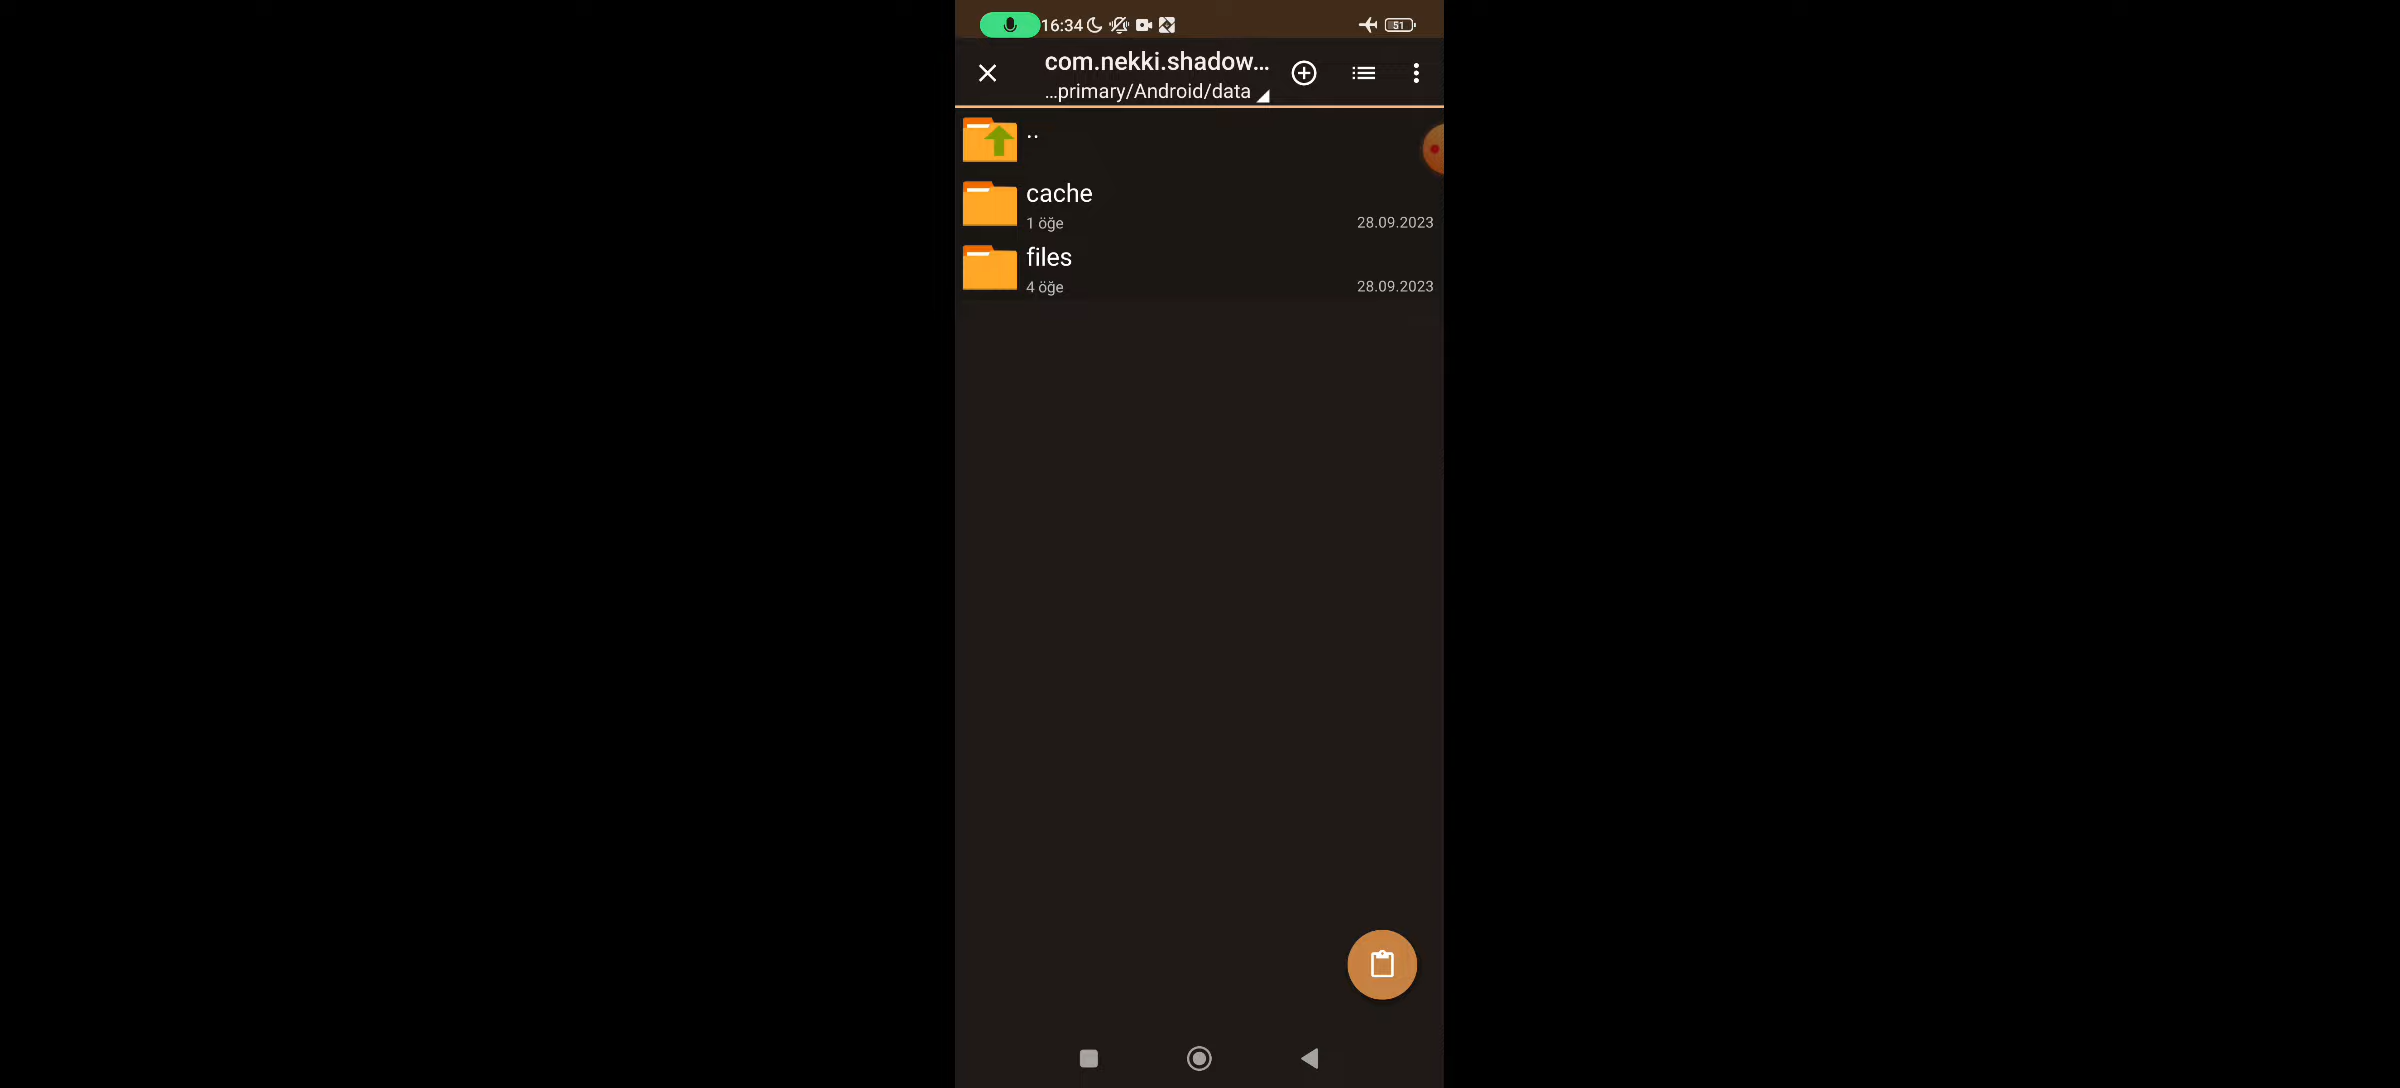 16:34 51
com.nekki.shadow...
...primary/Android/data
..
cache
1 öğe 28.09.2023
files
4 öğe 28.09.2023